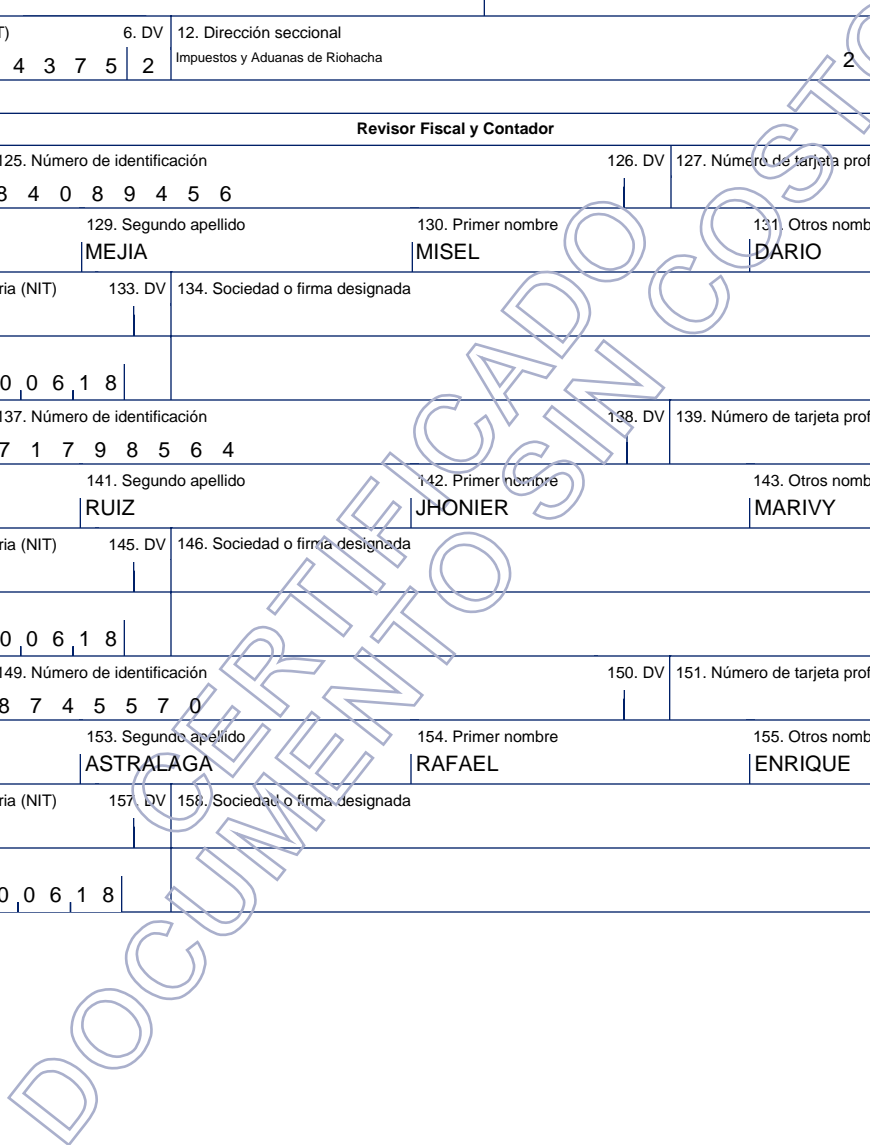 T) 6. DV 12. Dirección seccional
4 3 7 5 2 Impuestos y Aduanas de Riohacha 2
Revisor Fiscal y Contador
125. Número de identificación 126. DV 127. Número de tarjeta prof
8 4 0 8 9 4 5 6
129. Segundo apellido 130. Primer nombre 131. Otros nomb
MEJIA MISEL DARIO
ria (NIT) 133. DV 134. Sociedad o firma designada
0 0 6 1 8
137. Número de identificación 138. DV 139. Número de tarjeta prof
7 1 7 9 8 5 6 4
141. Segundo apellido 142. Primer nombre 143. Otros nomb
RUIZ JHONIER MARIVY
ria (NIT) 145. DV 146. Sociedad o firma designada
0 0 6 1 8
149. Número de identificación 150. DV 151. Número de tarjeta prof
8 7 4 5 5 7 0
153. Segundo apellido 154. Primer nombre 155. Otros nomb
ASTRALAGA RAFAEL ENRIQUE
ria (NIT) 157. DV 158. Sociedad o firma designada
0 0 6 1 8
CERTIFICADO
DOCUMENTO SIN COSTO